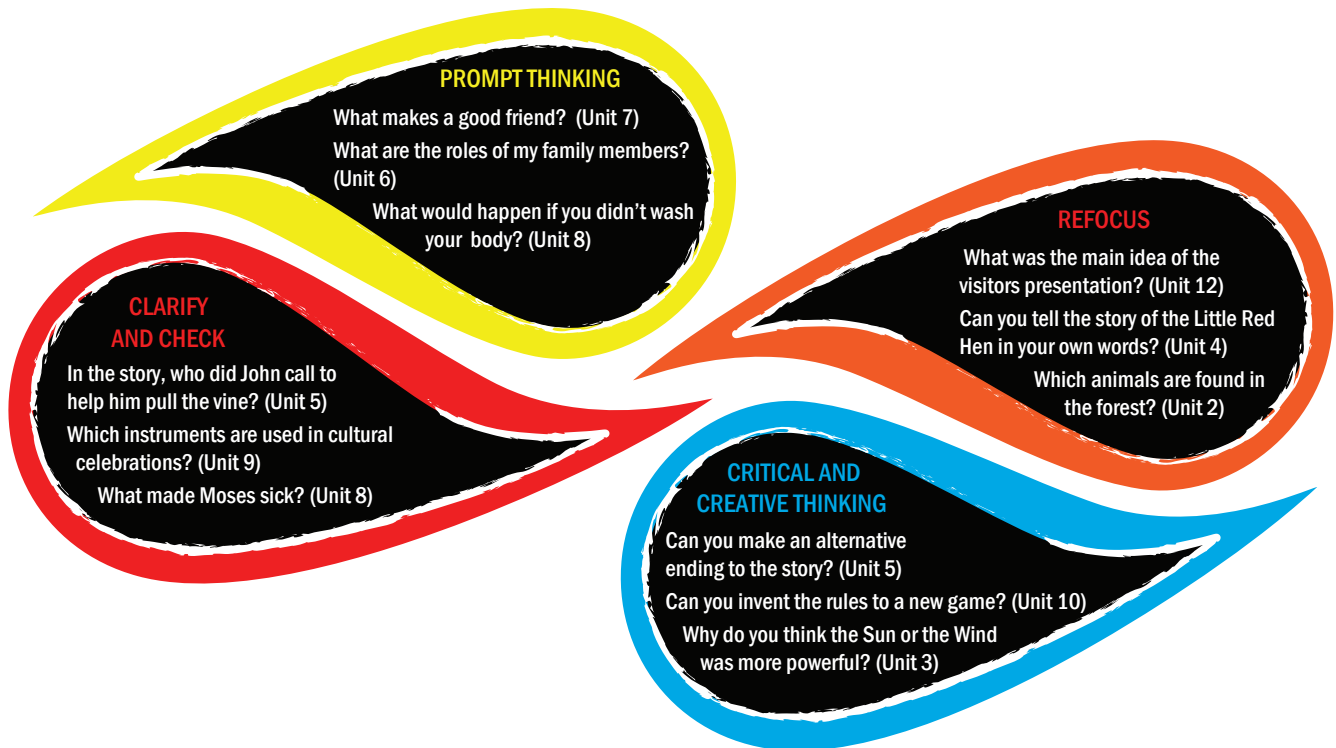 PROMPT THINKING
What makes a good friend? (Unit 7)
What are the roles of my family members?
(Unit 6)
What would happen if you didn't wash
your body? (Unit 8)
CLARIFY
AND CHECK
In the story, who did John call to
help him pull the vine? (Unit 5)
Which instruments are used in cultural
celebrations? (Unit 9)
What made Moses sick? (Unit 8)
REFOCUS
What was the main idea of the
visitors presentation? (Unit 12)
Can you tell the story of the Little Red
Hen in your own words? (Unit 4)
Which animals are found in
the forest? (Unit 2)
CRITICAL AND
CREATIVE THINKING
Can you make an alternative
ending to the story? (Unit 5)
Can you invent the rules to a new game? (Unit 10)
Why do you think the Sun or the Wind
was more powerful? (Unit 3)